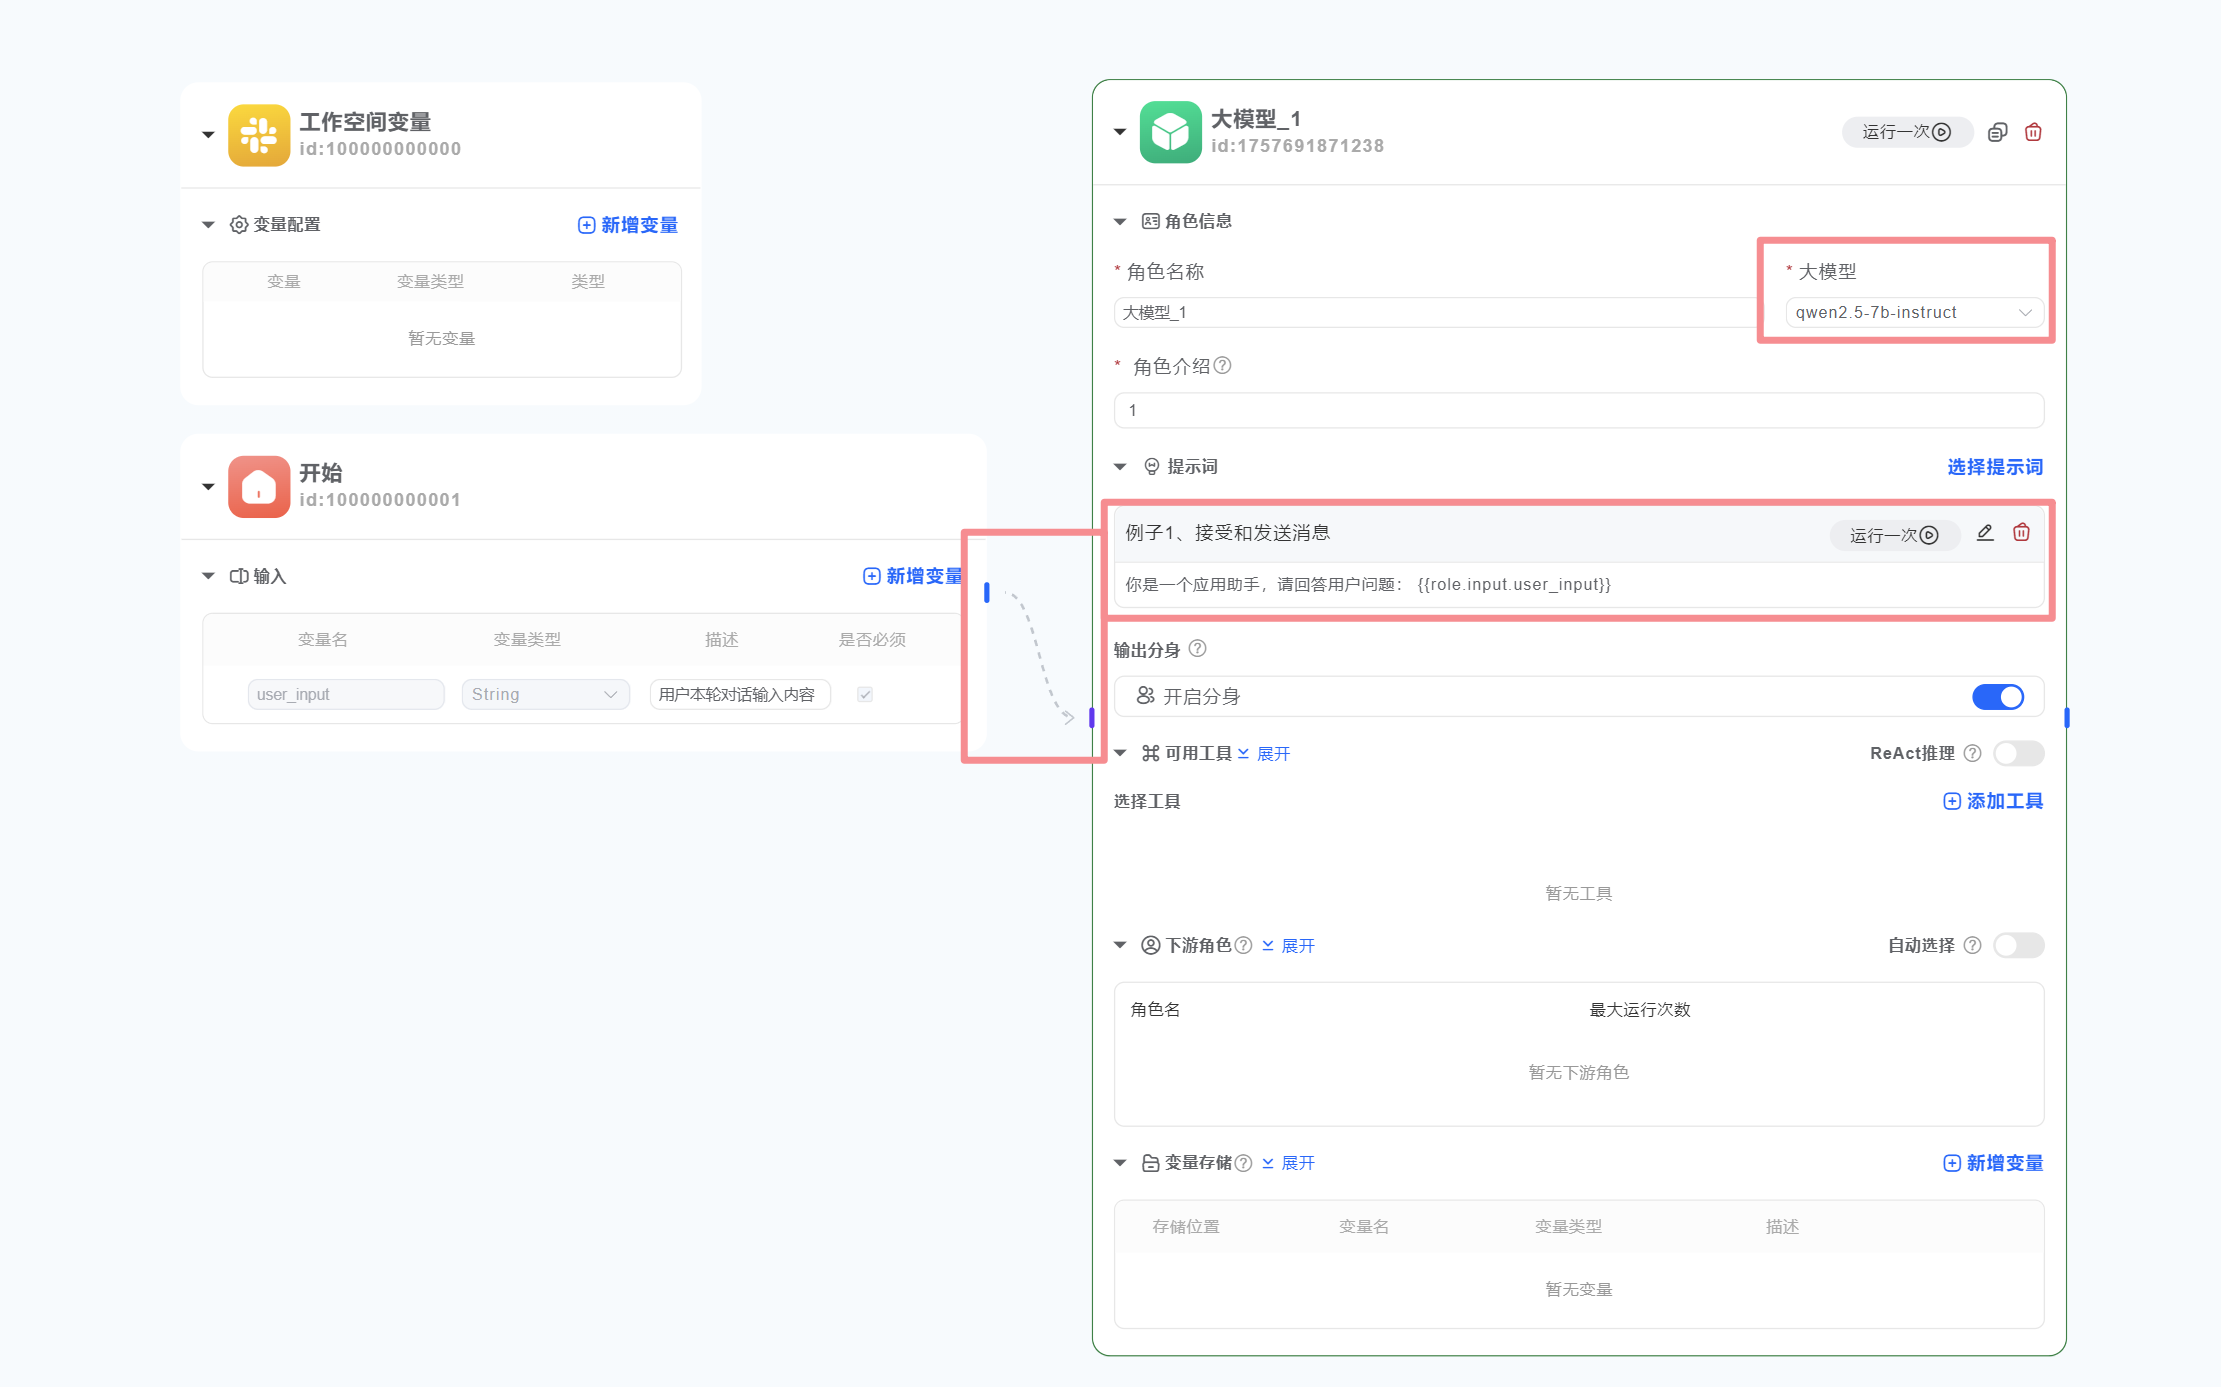 工作空间变量
id:100000000000
变量配置
新增变量
变量 变量类型 类型
暂无变量
开始
id:100000000001
输入
新增变量
变量名 变量类型 描述 是否必须
user_input String 用户本轮对话输入内容
大模型_1
id:1757691871238
运行一次
角色信息
* 角色名称
* 大模型
大模型_1
qwen2.5-7b-instruct
* 角色介绍
1
提示词
选择提示词
例子1、接受和发送消息
运行一次
你是一个应用助手，请回答用户问题： {{role.input.user_input}}
输出分身
开启分身
可用工具 展开
ReAct推理
选择工具
添加工具
暂无工具
下游角色 展开
自动选择
角色名 最大运行次数
暂无下游角色
变量存储 展开
新增变量
存储位置 变量名 变量类型 描述
暂无变量